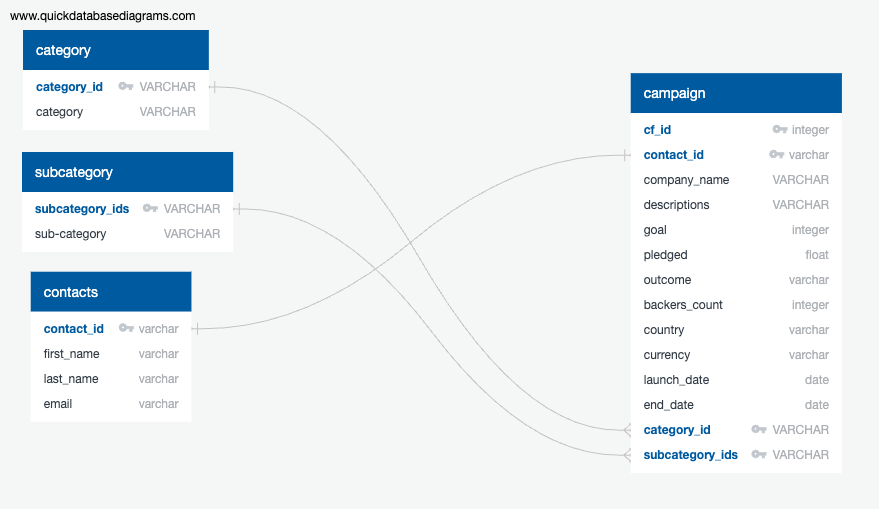 www.quickdatabasediagrams.com
category
category_id VARCHAR
category VARCHAR
subcategory
subcategory_ids VARCHAR
sub-category VARCHAR
contacts
contact_id varchar
first_name varchar
last_name varchar
email varchar
campaign
cf_id integer
contact_id varchar
company_name VARCHAR
descriptions VARCHAR
goal integer
pledged float
outcome varchar
backers_count integer
country varchar
currency varchar
launch_date date
end_date date
category_id VARCHAR
subcategory_ids VARCHAR